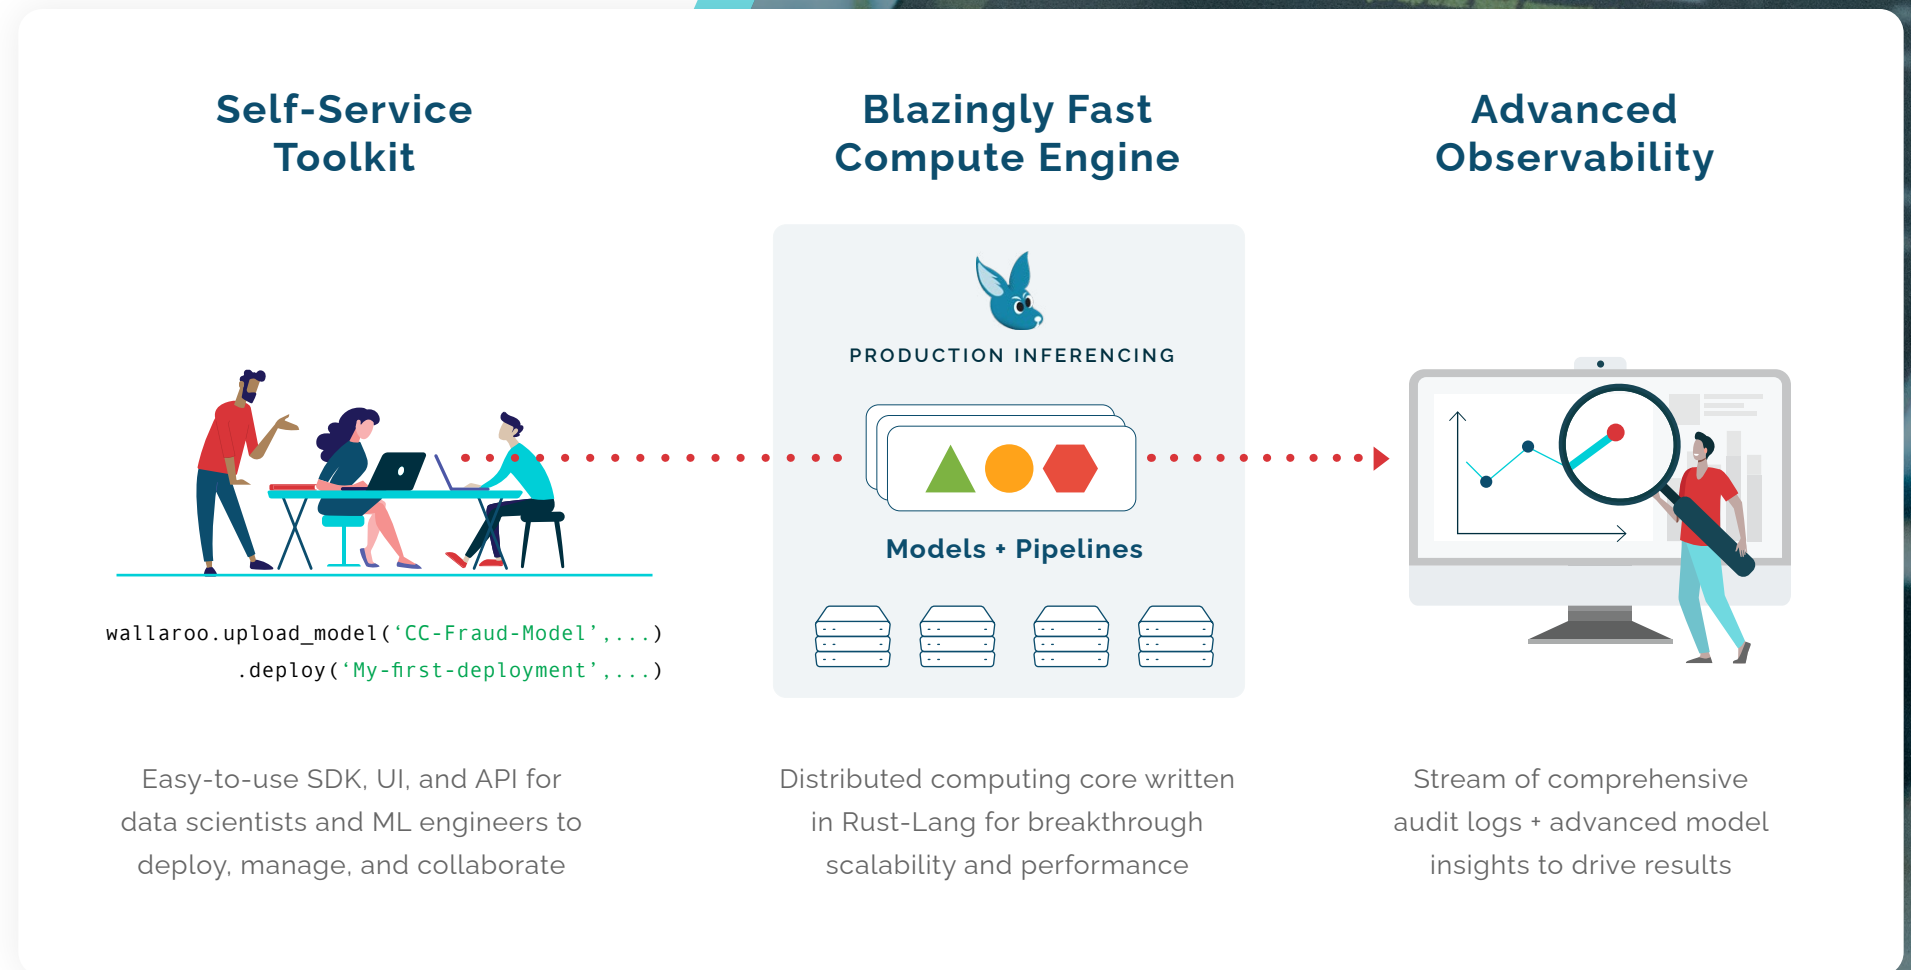 Self-Service
Toolkit
wallaroo.upload_model(‘CC-Fraud-Model’,...)
.deploy(‘My-first-deployment’,...)
Easy-to-use SDK, UI, and API for
data scientists and ML engineers to
deploy, manage, and collaborate
Blazingly Fast
Compute Engine
PRODUCTION INFERENCING
Models + Pipelines
Distributed computing core written
in Rust-Lang for breakthrough
scalability and performance
Advanced
Observability
Stream of comprehensive
audit logs + advanced model
insights to drive results